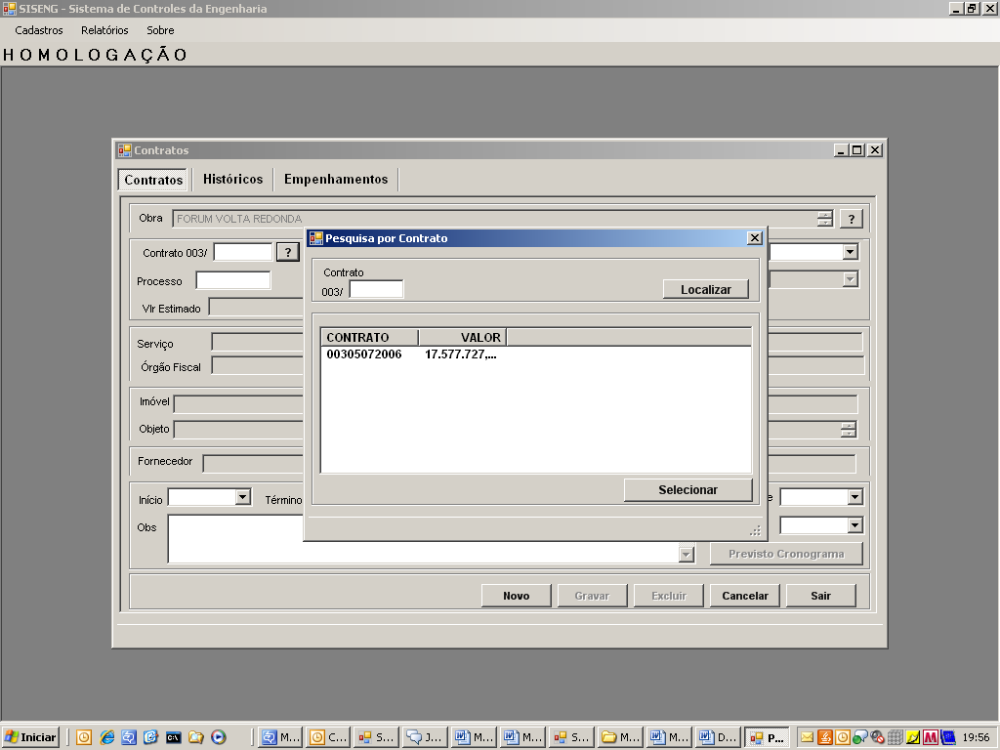 SISENG - Sistema de Controles da Engenharia
Cadastros Relatórios Sobre
HOMOLOGAÇÃO
Contratos
Contratos Históricos Empenhamentos
Obra FORUM VOLTA REDONDA ?
Contrato 003/ ?
Processo
Vlr Estimado
Serviço
Órgão Fiscal
Imóvel
Objeto
Fornecedor
Início Término
Obs
Previsto Cronograma
Novo Gravar Excluir Cancelar Sair
Pesquisa por Contrato
Contrato
003/ Localizar
CONTRATO VALOR
00305072006 17.577.727,...
Selecionar
Iniciar M... C... S... J... M... M... S... M... M... D... P... 19:56